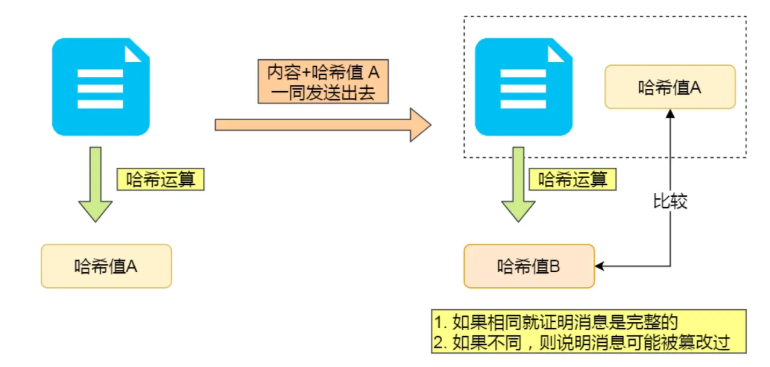 内容+哈希值 A
一同发送出去
哈希值A
哈希运算
哈希运算
比较
哈希值A
哈希值B
1. 如果相同就证明消息是完整的
2. 如果不同，则说明消息可能被篡改过